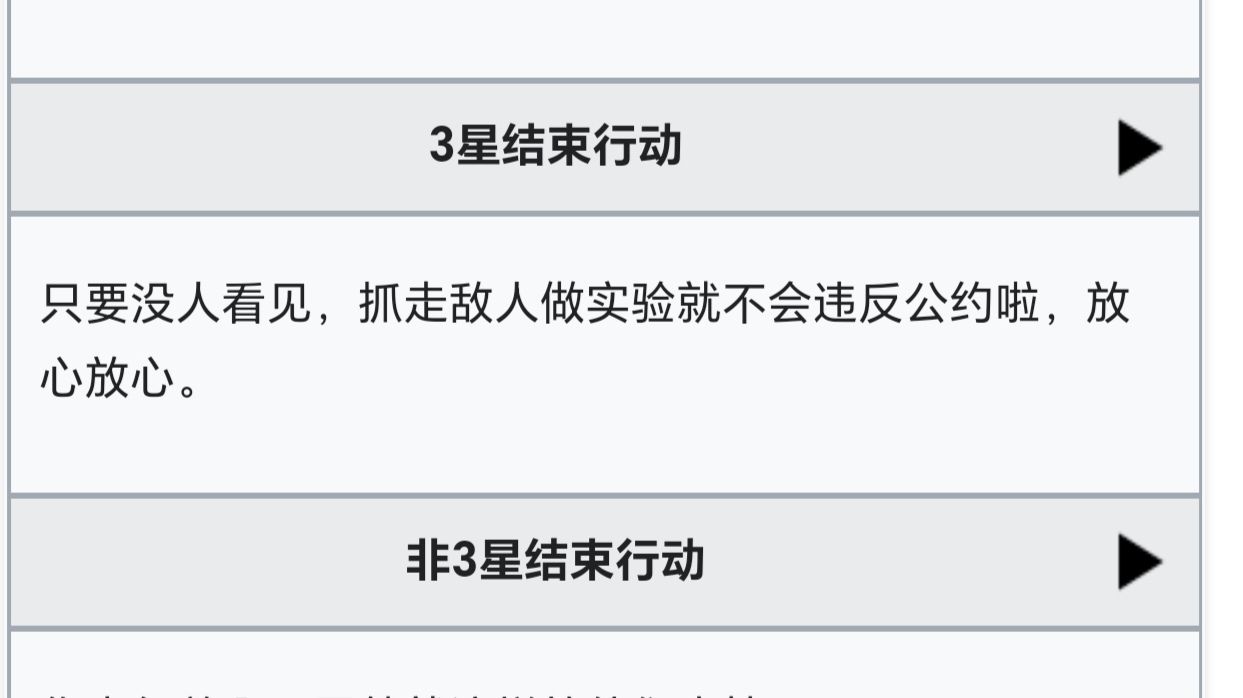 3星结束行动
只要没人看见，抓走敌人做实验就不会违反公约啦，放
心放心。
非3星结束行动